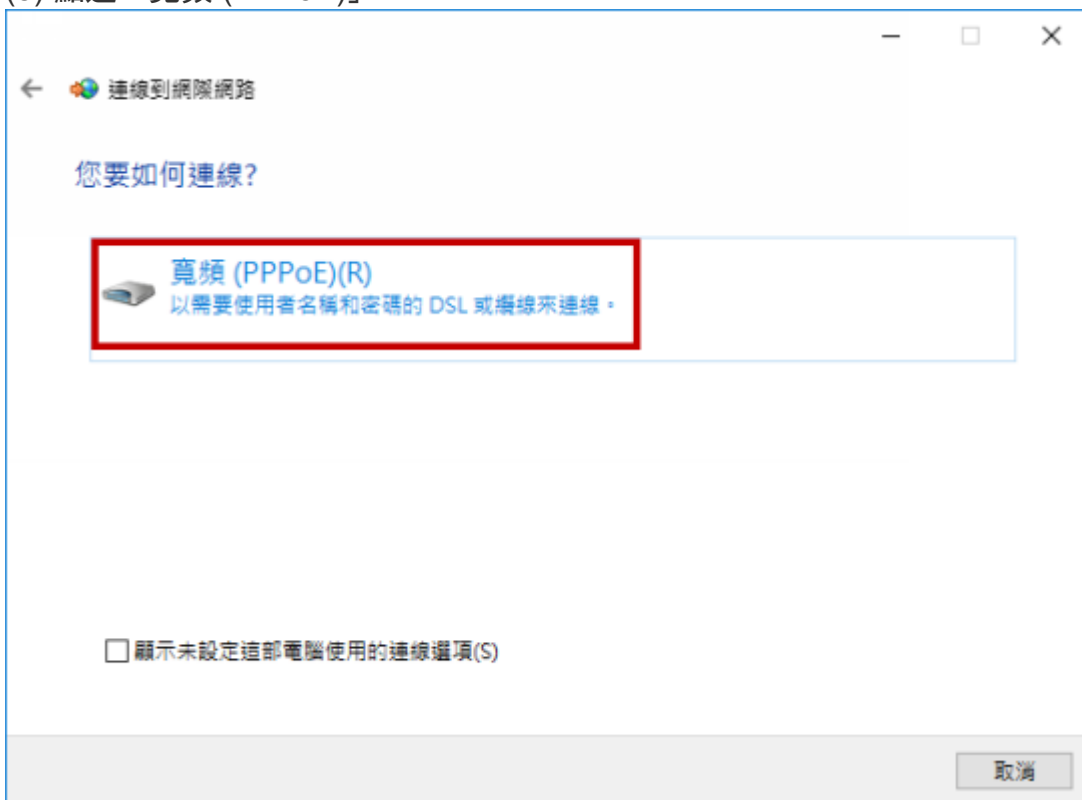 連線到網際網路
您要如何連線?
寬頻 (PPPoE)(R)
以需要使用者名稱和密碼的 DSL 或纜線來連線。
顯示未設定這部電腦使用的連線選項(S)
取消